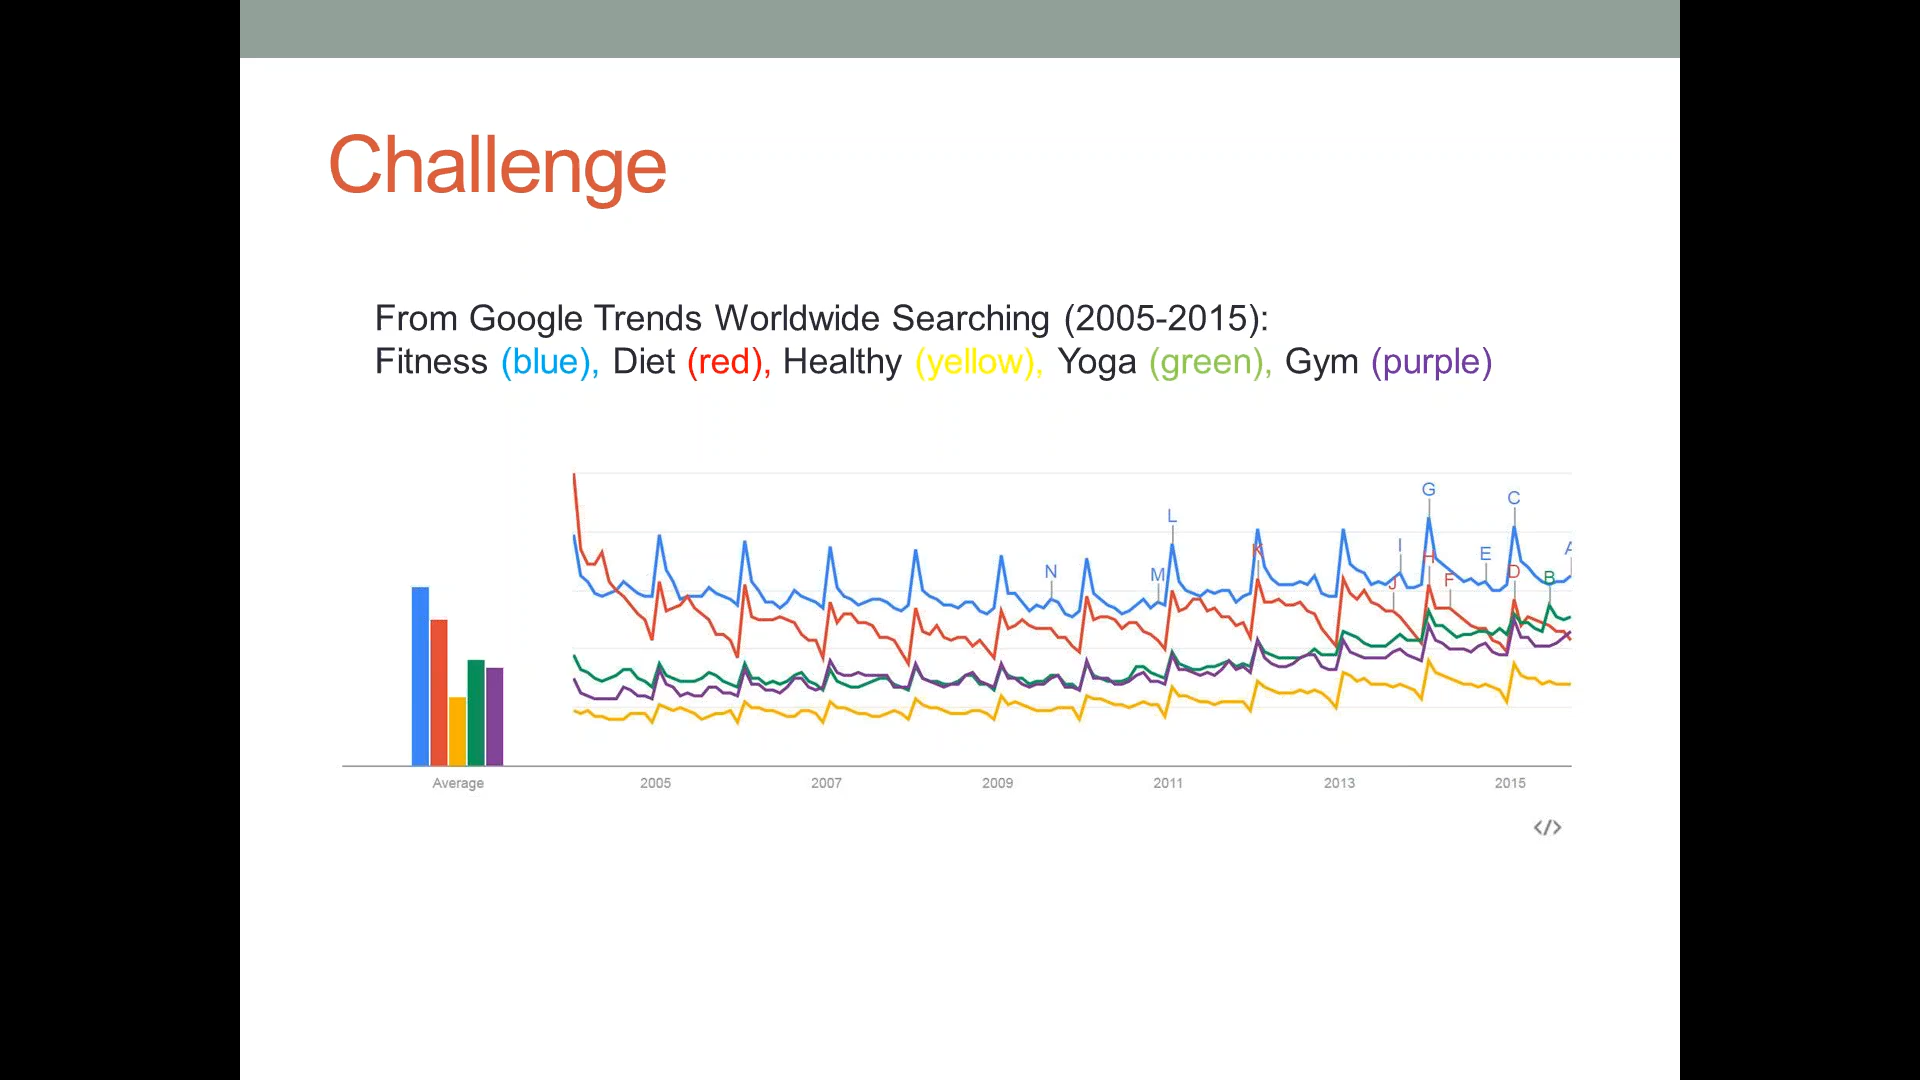 Challenge
From Google Trends Worldwide Searching (2005-2015):
Fitness (blue), Diet (red), Healthy (yellow), Yoga (green), Gym (purple)
G
C
L
I
A
K
H
E
N
M
D
B
F
J
Average 2005 2007 2009 2011 2013 2015
</>